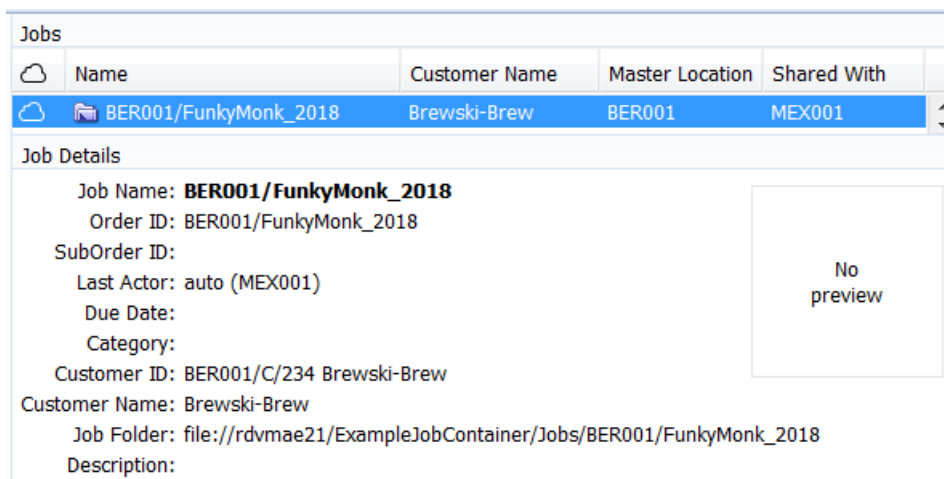 Jobs
Name Customer Name Master Location Shared With
BER001/FunkyMonk_2018 Brewski-Brew BER001 MEX001
Job Details
Job Name: BER001/FunkyMonk_2018
Order ID: BER001/FunkyMonk_2018
SubOrder ID:
Last Actor: auto (MEX001)
No
preview
Due Date:
Category:
Customer ID: BER001/C/234 Brewski-Brew
Customer Name: Brewski-Brew
Job Folder: file://rdvmae21/ExampleJobContainer/Jobs/BER001/FunkyMonk_2018
Description: